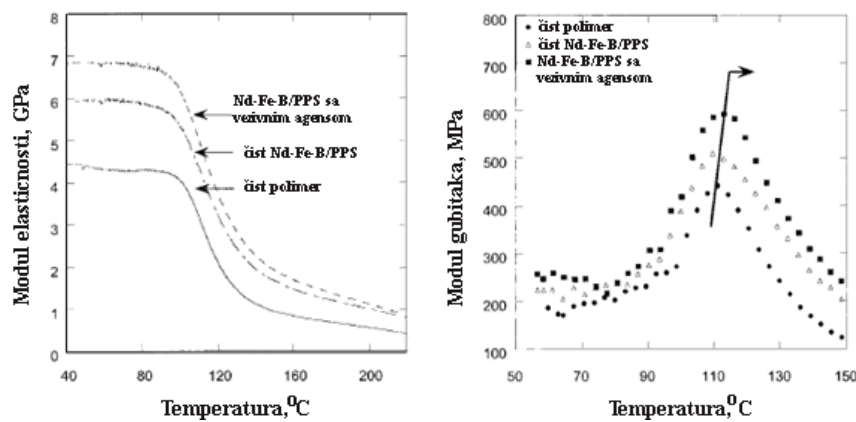 Modul elasticnosti, GPa
8
7
6
5
4
3
2
1
0
40
80
120
160
200
Temperatura,⁰C
Nd-Fe-B/PPS sa
verivnim agensom
čist Nd-Fe-B/PPS
čist polimer
Modul gubitaka, MPa
800
700
600
500
400
300
200
100
50
70
90
110
130
150
Temperatura,⁰C
čist polimer
čist Nd-Fe-B/PPS
Nd-Fe-B/PPS sa
verivnim agensom